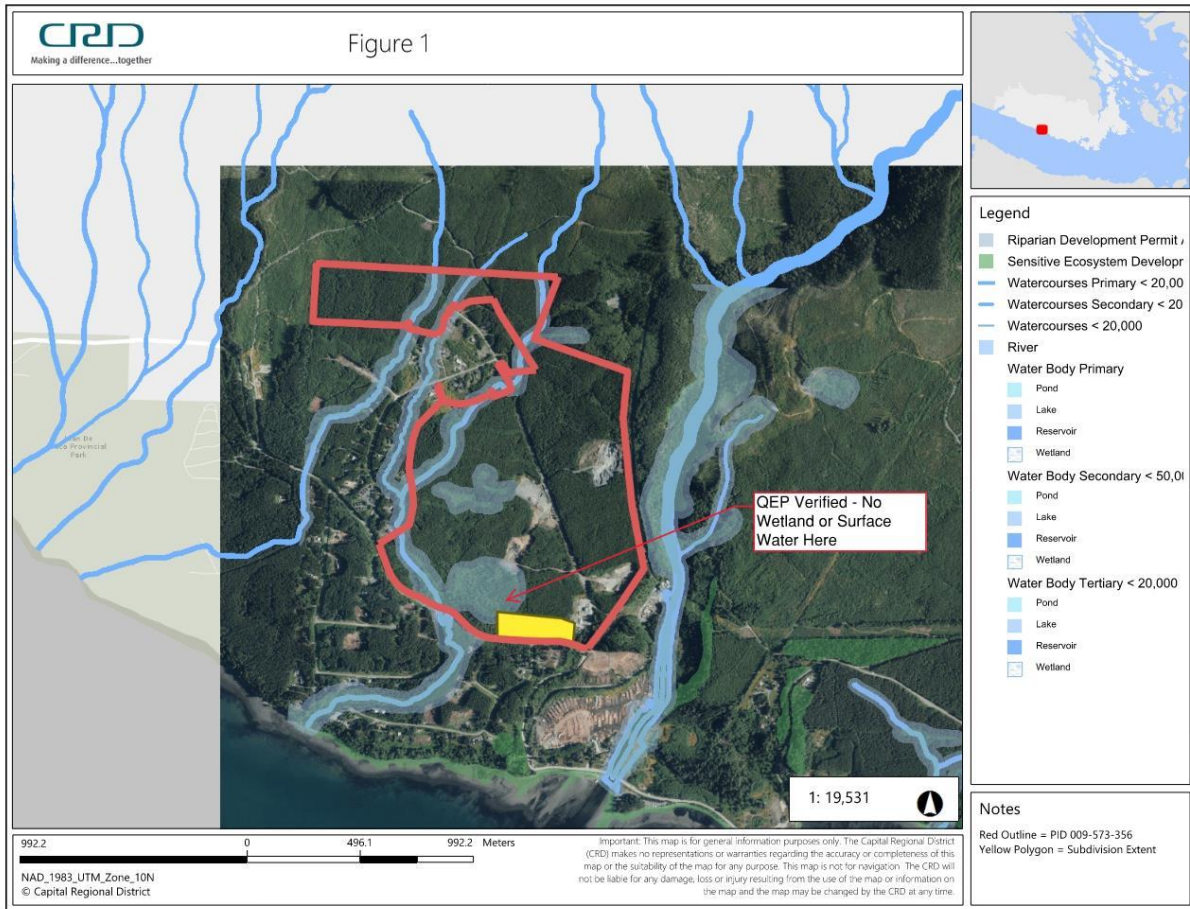 CRD
Making a difference...together
Figure 1
Provincial
Park
QEP Verified - No
Wetland or Surface
Water Here
1: 19,531
Legend
Riparian Development Permit
Sensitive Ecosystem Developr
Watercourses Primary < 20,00
Watercourses Secondary < 20
Watercourses < 20,000
River
Water Body Primary
Pond
Lake
Reservoir
Wetland
Water Body Secondary < 50,0
Pond
Lake
Reservoir
Wetland
Water Body Tertiary < 20,000
Pond
Lake
Reservoir
Wetland
Notes
Red Outline = PID 009-573-356
Yellow Polygon = Subdivision Extent
992.2 0 496.1 992.2 Meters
NAD_1983_UTM_Zone_10N
© Capital Regional District
Important: This map is for general information purposes only. The Capital Regional District
(CRD) makes no representations or warranties regarding the accuracy or completeness of this
map or the suitability of the map for any purpose. This map is not for navigation. The CRD will
not be liable for any damage, loss or injury resulting from the use of the map or information on
the map and the map may be changed by the CRD at any time.